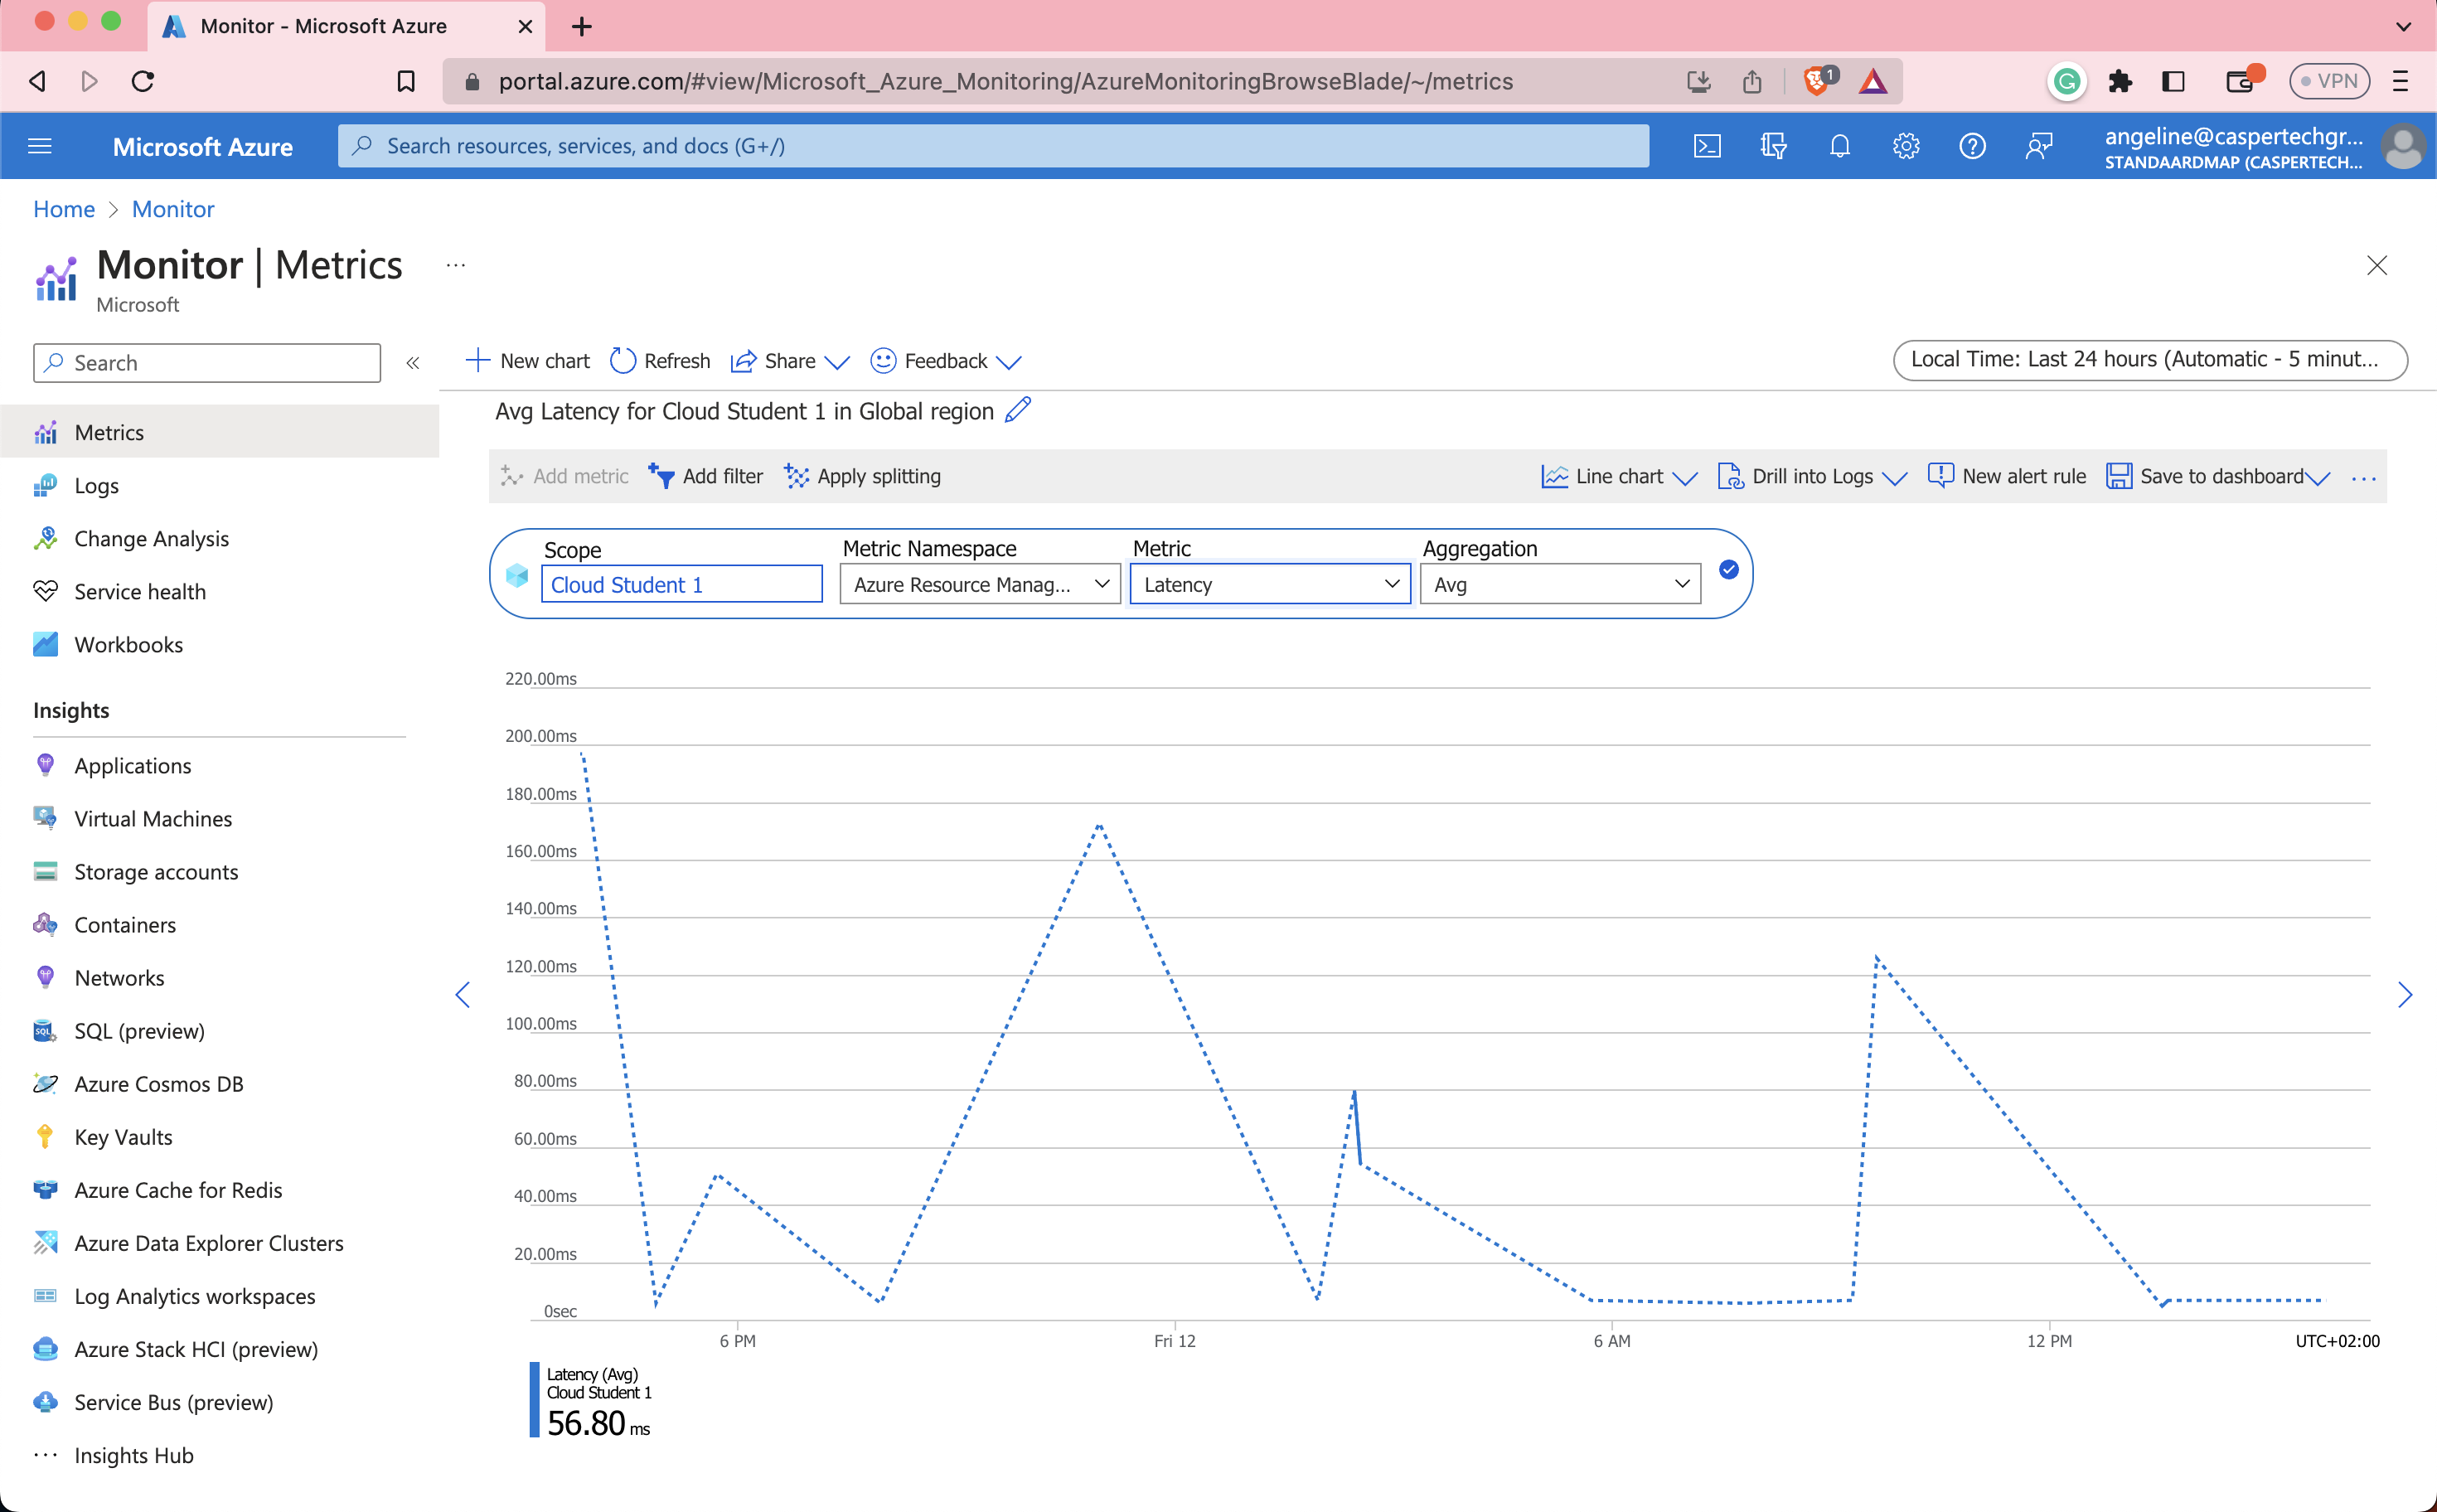 Monitor - Microsoft Azure
portal.azure.com/#view/Microsoft_Azure_Monitoring/AzureMonitoringBrowseBlade/~/metrics
1
VPN
Microsoft Azure
Search resources, services, and docs (G+/)
angeline@caspertechgr...
STANDAARDMAP (CASPERTECH...
Home > Monitor
Monitor | Metrics ...
Microsoft
Search
«
New chart
Refresh
Share
Feedback
Local Time: Last 24 hours (Automatic - 5 minut...
Metrics
Logs
Change Analysis
Service health
Workbooks
Insights
Applications
Virtual Machines
Storage accounts
Containers
Networks
SQL (preview)
Azure Cosmos DB
Key Vaults
Azure Cache for Redis
Azure Data Explorer Clusters
Log Analytics workspaces
Azure Stack HCI (preview)
Service Bus (preview)
Insights Hub
Avg Latency for Cloud Student 1 in Global region
Add metric
Add filter
Apply splitting
Line chart
Drill into Logs
New alert rule
Save to dashboard
...
Scope
Cloud Student 1
Metric Namespace
Azure Resource Manag...
Metric
Latency
Aggregation
Avg
220.00ms
200.00ms
180.00ms
160.00ms
140.00ms
120.00ms
100.00ms
80.00ms
60.00ms
40.00ms
20.00ms
0sec
6 PM
Fri 12
6 AM
12 PM
UTC+02:00
Latency (Avg)
Cloud Student 1
56.80 ms